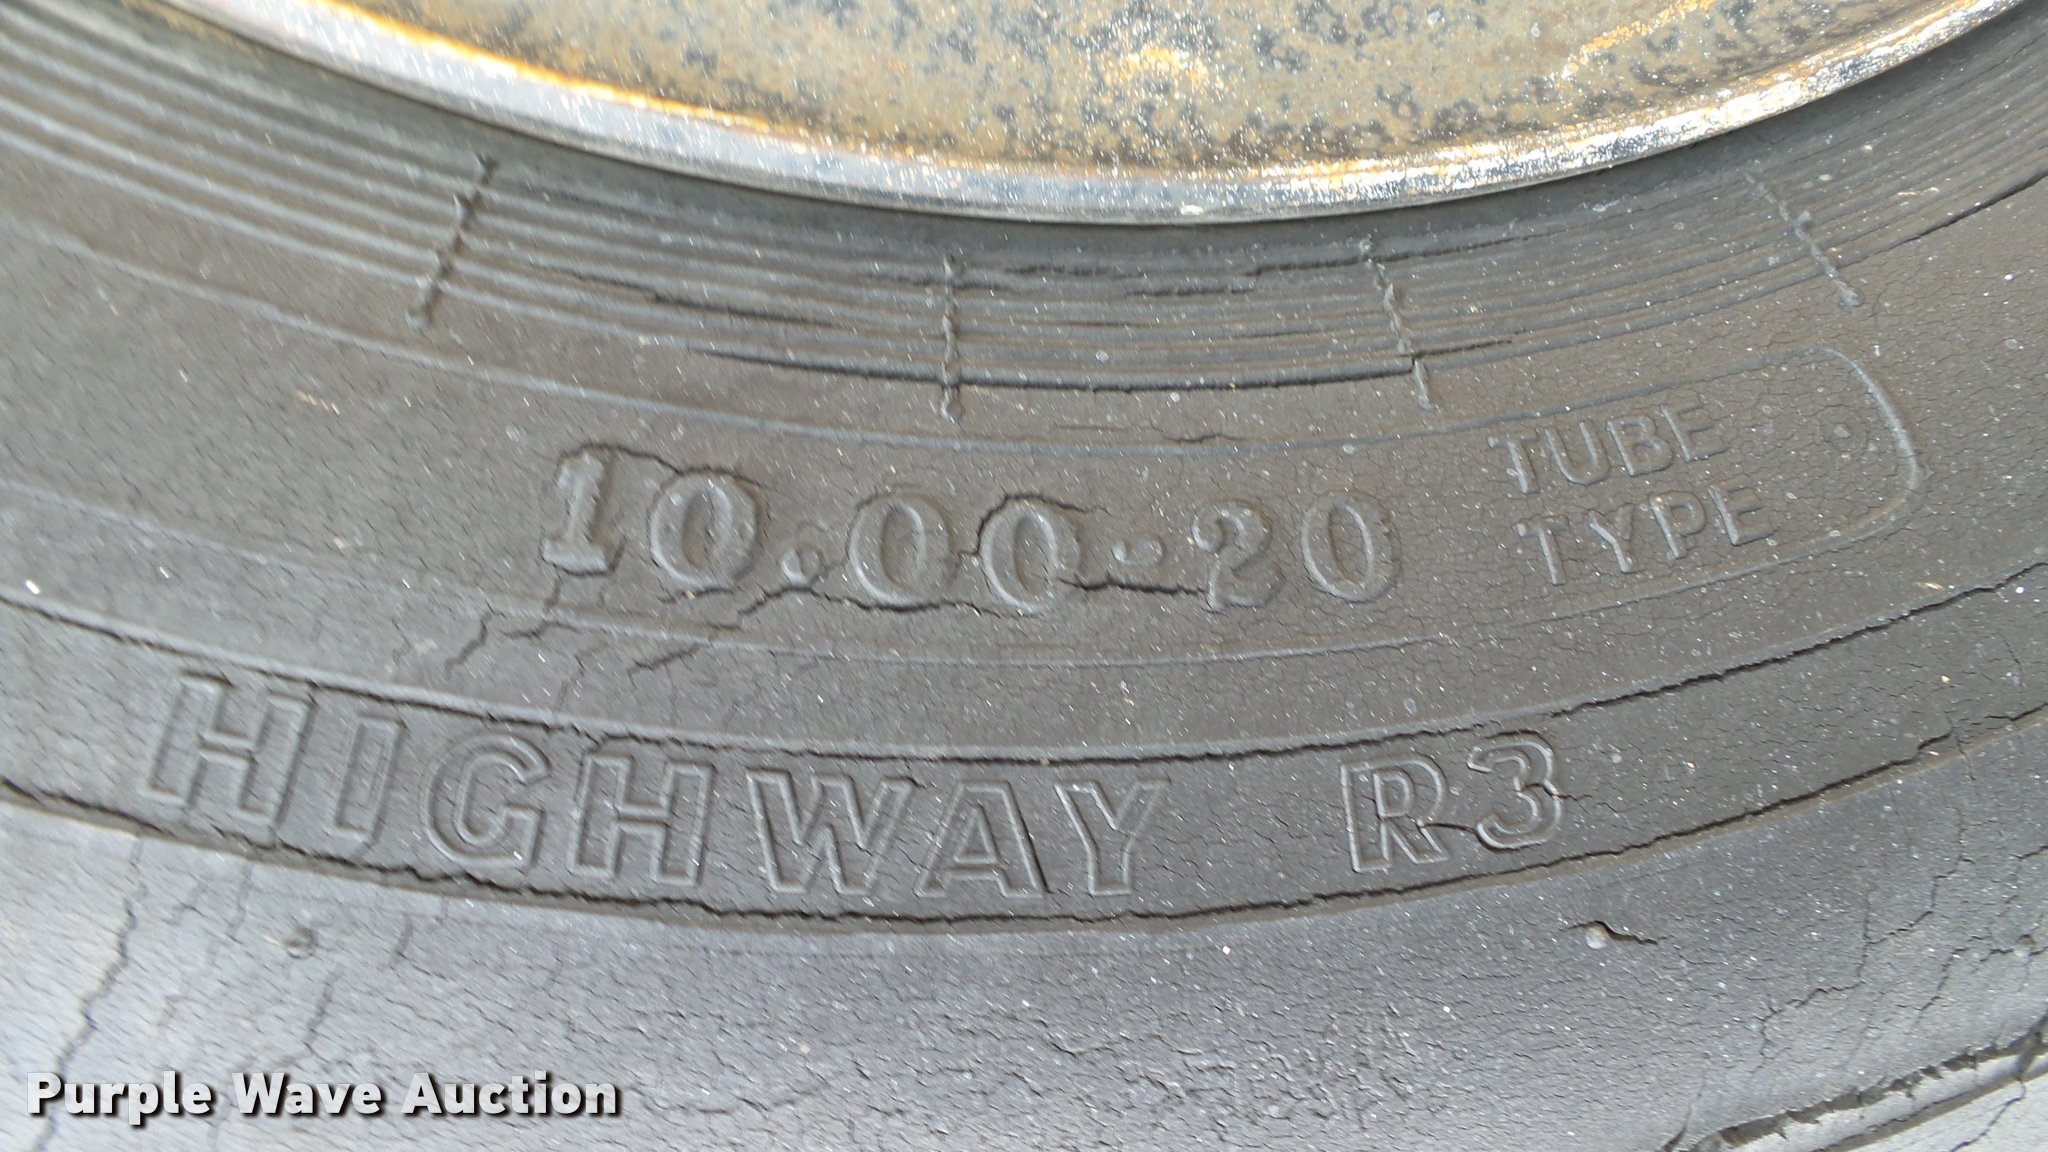 10.00-20
TUBE
TYPE
HIGHWAY R3
Purple Wave Auction